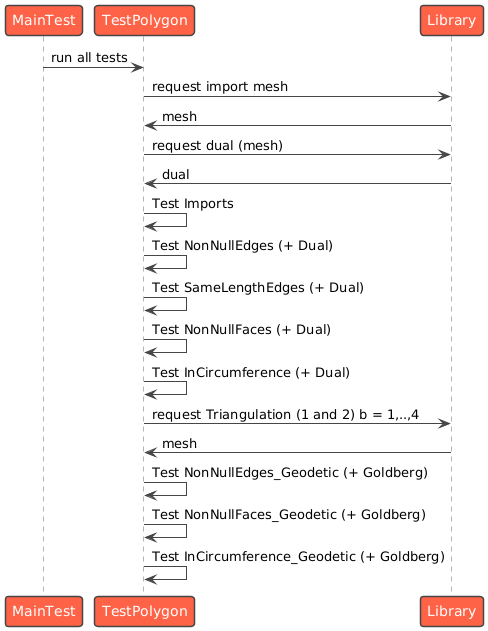 MainTest TestPolygon Library
run all tests
request import mesh
mesh
request dual (mesh)
dual
Test Imports
Test NonNullEdges (+ Dual)
Test SameLengthEdges (+ Dual)
Test NonNullFaces (+ Dual)
Test InCircumference (+ Dual)
request Triangulation (1 and 2) b = 1,..,4
mesh
Test NonNullEdges_Geodetic (+ Goldberg)
Test NonNullFaces_Geodetic (+ Goldberg)
Test InCircumference_Geodetic (+ Goldberg)
MainTest TestPolygon Library